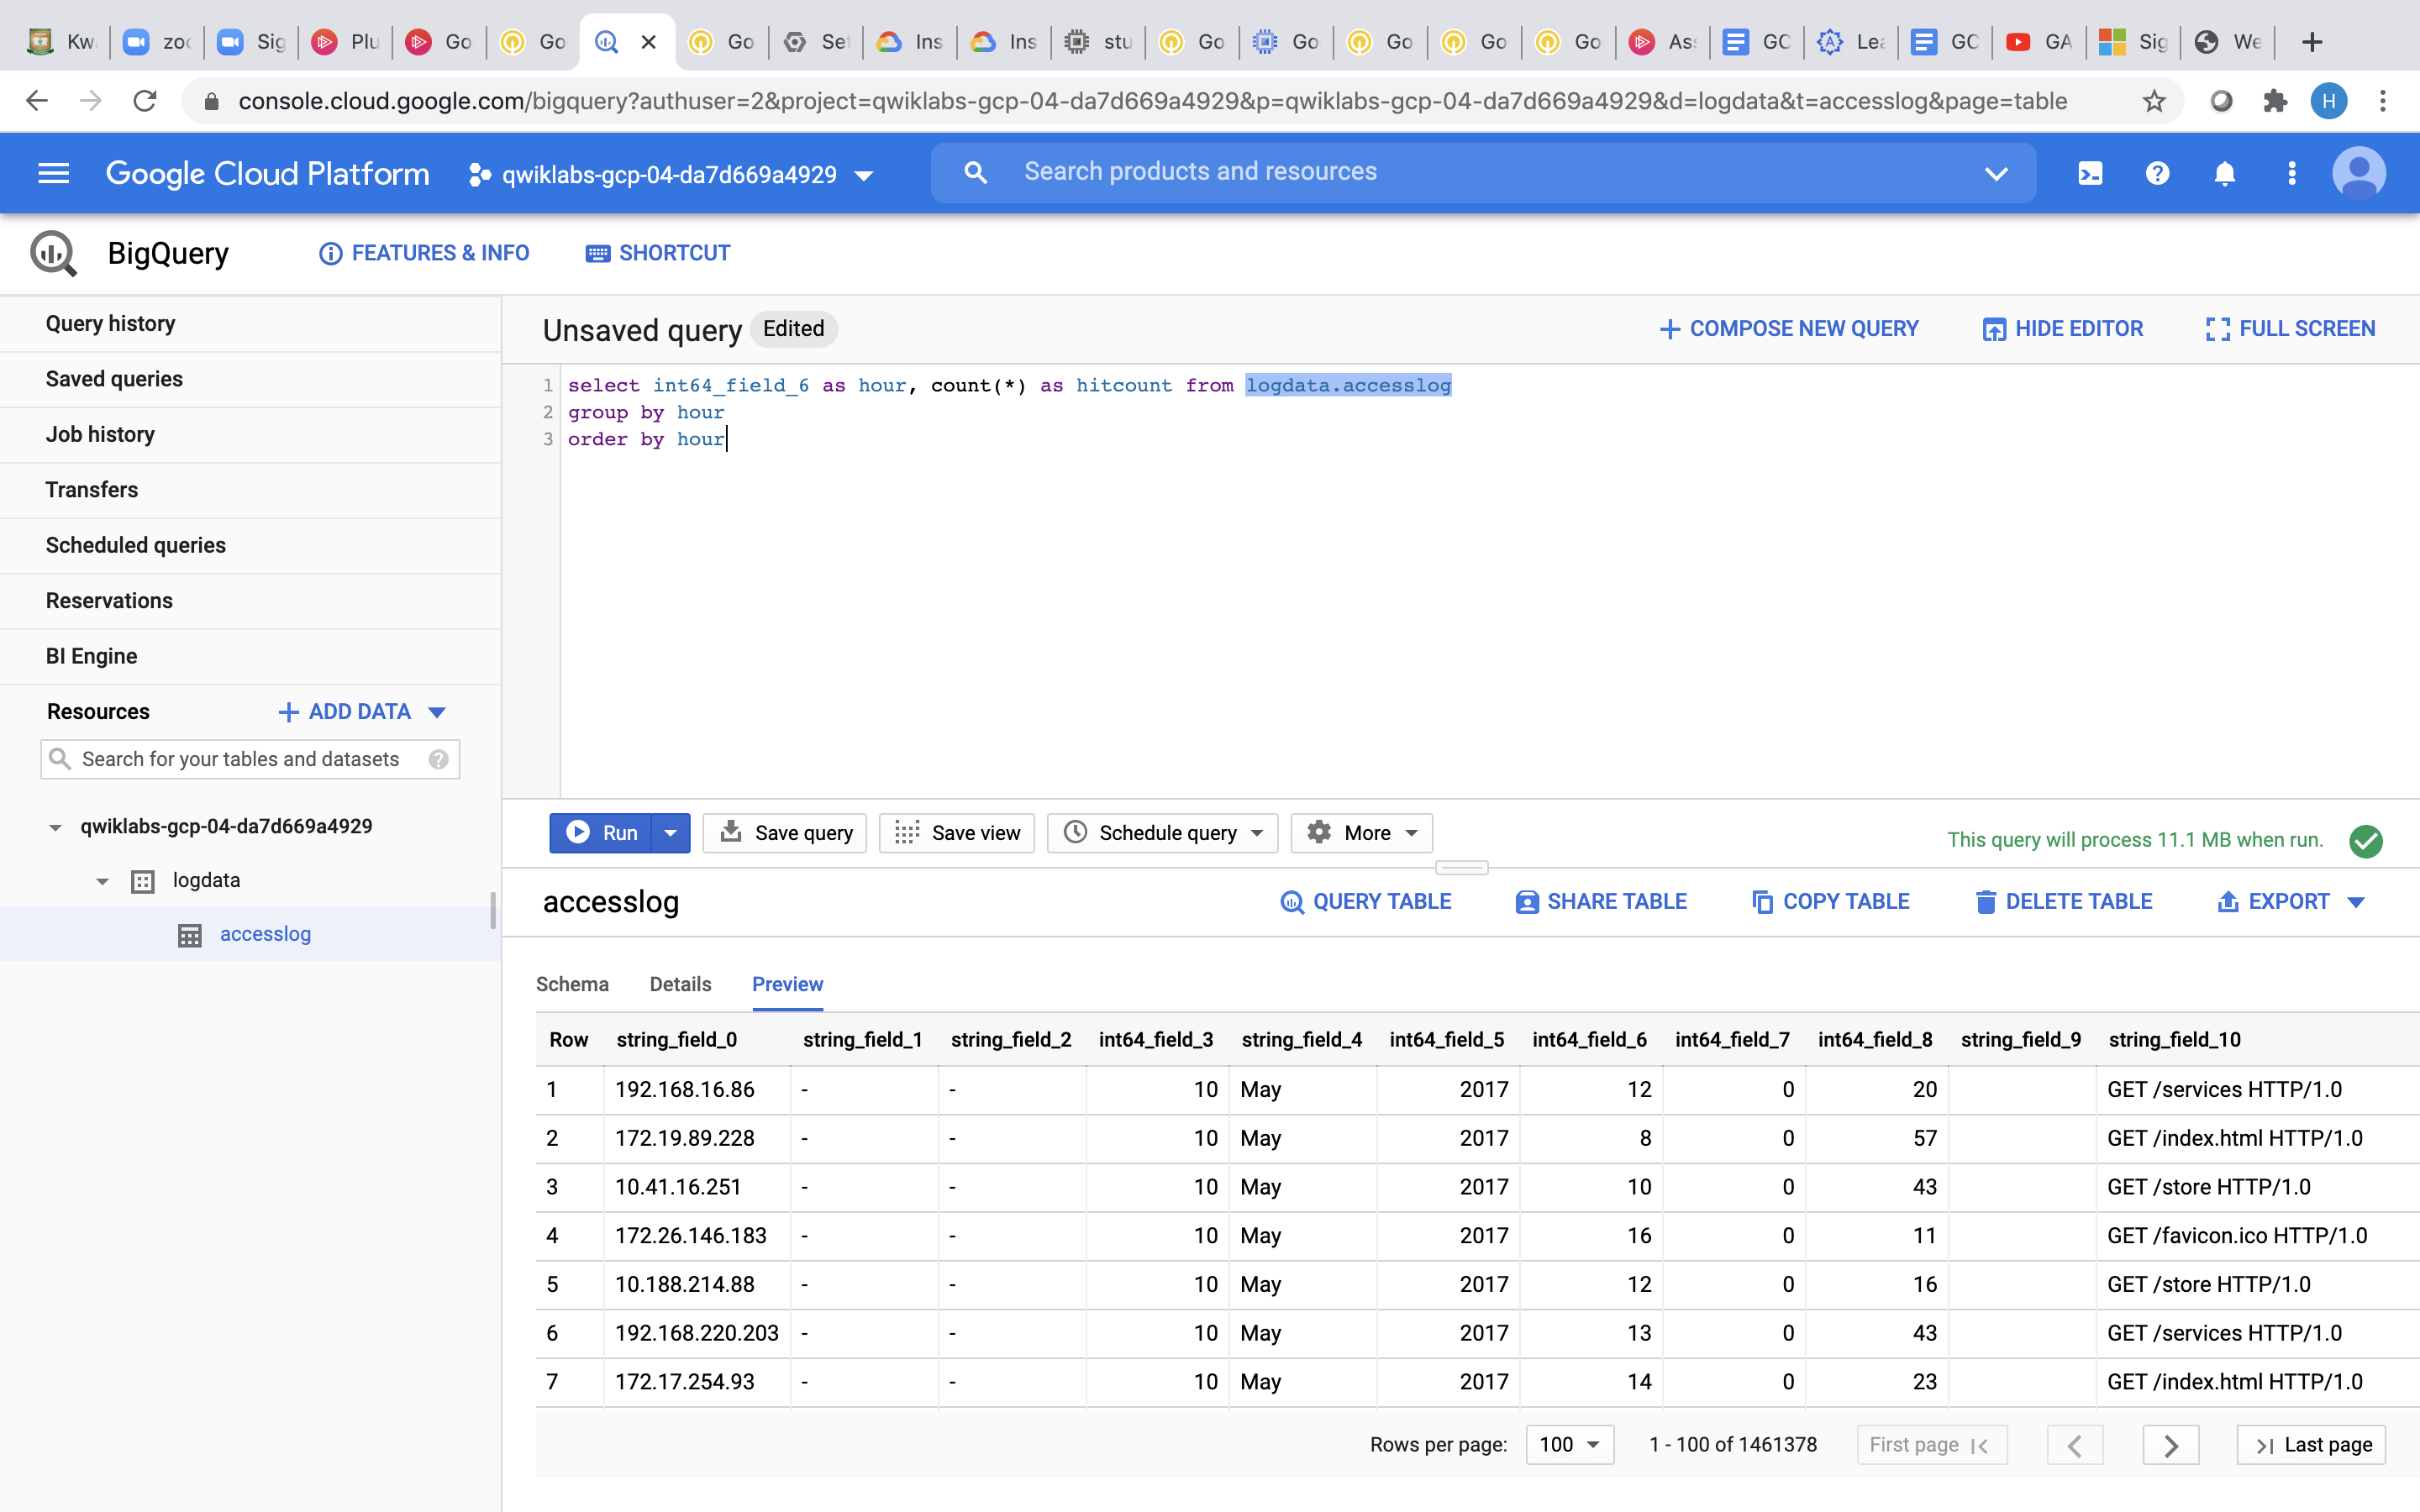 Kw zoo Sig Plu Go Go Go Set Ins Ins stu Go Go Go Go Go Ass GC Lea GC GA Sig We
console.cloud.google.com/bigquery?authuser=2&project=qwiklabs-gcp-04-da7d669a4929&p=qwiklabs-gcp-04-da7d669a4929&d=logdata&t=accesslog&page=table H
Google Cloud Platform qwiklabs-gcp-04-da7d669a4929 Search products and resources
BigQuery FEATURES & INFO SHORTCUT
Query history
Saved queries
Job history
Transfers
Scheduled queries
Reservations
BI Engine
Resources + ADD DATA
Search for your tables and datasets
qwiklabs-gcp-04-da7d669a4929
logdata
accesslog
Unsaved query Edited + COMPOSE NEW QUERY HIDE EDITOR FULL SCREEN
1 select int64_field_6 as hour, count(*) as hitcount from logdata.accesslog
2 group by hour
3 order by hour
Run Save query Save view Schedule query More This query will process 11.1 MB when run.
accesslog QUERY TABLE SHARE TABLE COPY TABLE DELETE TABLE EXPORT
Schema Details Preview
Row string_field_0 string_field_1 string_field_2 int64_field_3 string_field_4 int64_field_5 int64_field_6 int64_field_7 int64_field_8 string_field_9 string_field_10
1 192.168.16.86 - - 10 May 2017 12 0 20 GET /services HTTP/1.0
2 172.19.89.228 - - 10 May 2017 8 0 57 GET /index.html HTTP/1.0
3 10.41.16.251 - - 10 May 2017 10 0 43 GET /store HTTP/1.0
4 172.26.146.183 - - 10 May 2017 16 0 11 GET /favicon.ico HTTP/1.0
5 10.188.214.88 - - 10 May 2017 12 0 16 GET /store HTTP/1.0
6 192.168.220.203 - - 10 May 2017 13 0 43 GET /services HTTP/1.0
7 172.17.254.93 - - 10 May 2017 14 0 23 GET /index.html HTTP/1.0
Rows per page: 100 1 - 100 of 1461378 First page Last page